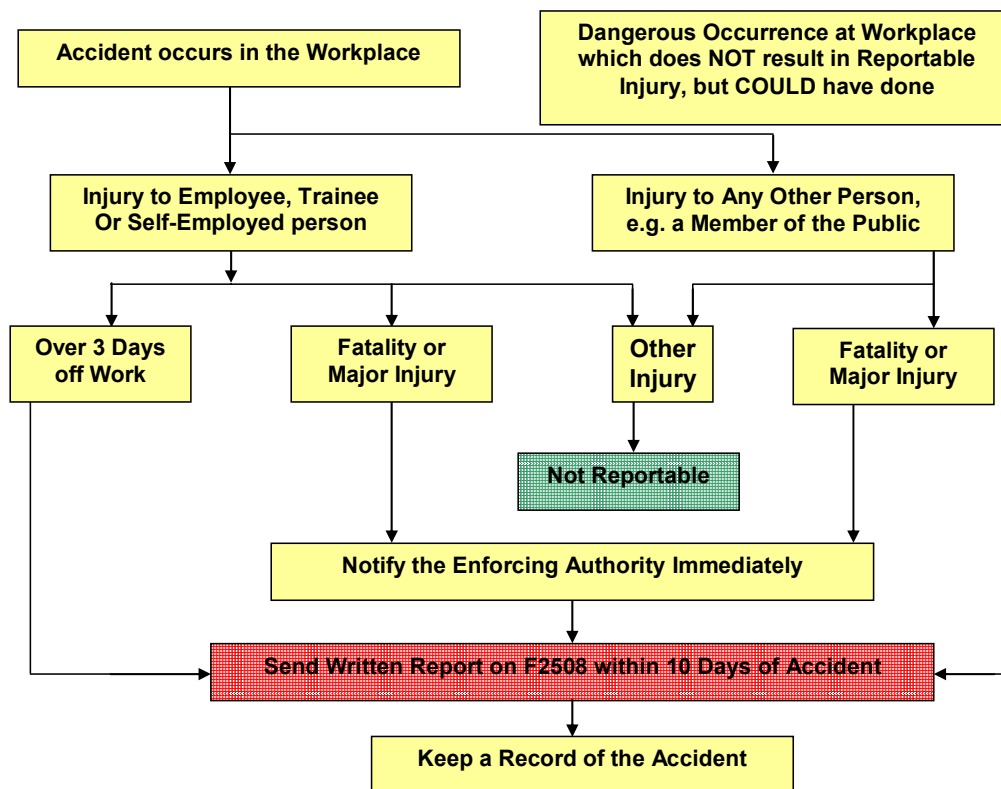 Accident occurs in the Workplace
Dangerous Occurrence at Workplace
which does NOT result in Reportable
Injury, but COULD have done
Injury to Employee, Trainee
Or Self-Employed person
Injury to Any Other Person,
e.g. a Member of the Public
Over 3 Days
off Work
Fatality or
Major Injury
Other
Injury
Fatality or
Major Injury
Not Reportable
Notify the Enforcing Authority Immediately
Send Written Report on F2508 within 10 Days of Accident
Keep a Record of the Accident